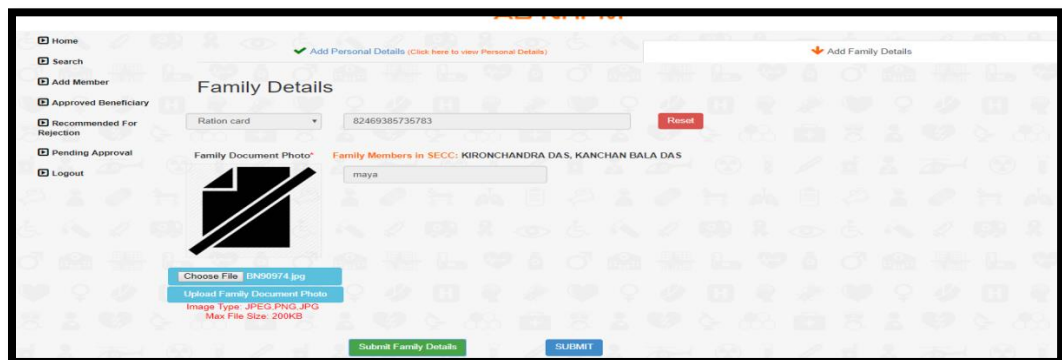 Home
Search
Add Member
Approved Beneficiary
Recommended For
Rejection
Pending Approval
Logout
Add Personal Details (Click here to view Personal Details)
Add Family Details
Family Details
Ration card
82469385735783
Reset
Family Document Photo*
Family Members in SECC: KIRONCHANDRA DAS, KANCHAN BALA DAS
maya
Choose File BN90974.jpg
Upload Family Document Photo
Image Type: JPEG,PNG,JPG
Max File Size: 200KB
Submit Family Details
SUBMIT